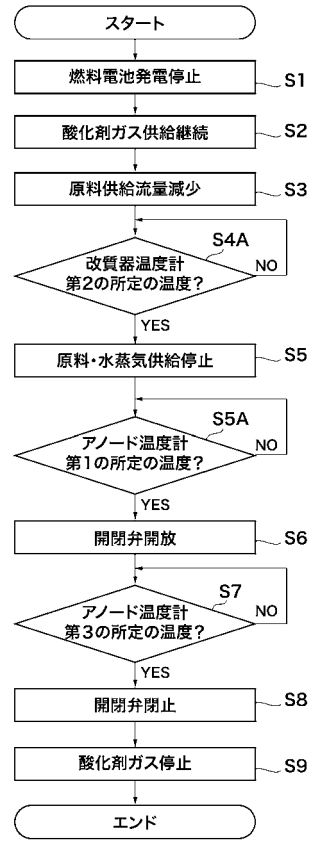 スタート
燃料電池発電停止
S1
酸化剤ガス供給継続
S2
原料供給流量減少
S3
S4A
改質器温度計
第2の所定の温度?
NO
YES
原料・水蒸気供給停止
S5
S5A
アノード温度計
第1の所定の温度?
NO
YES
開閉弁開放
S6
S7
アノード温度計
第3の所定の温度?
NO
YES
開閉弁閉止
S8
酸化剤ガス停止
S9
エンド